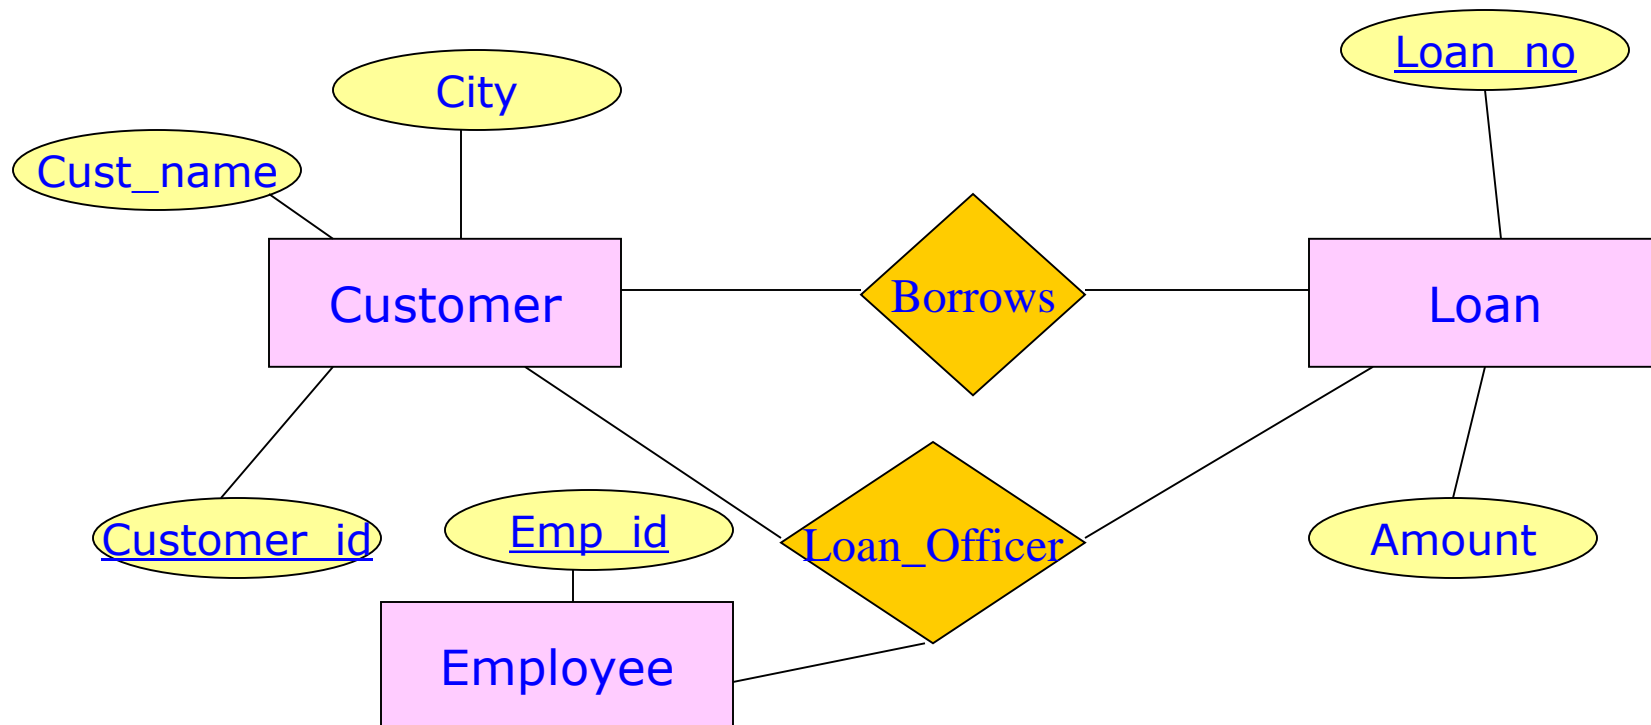 Loan_no
City
Cust_name
Customer
Borrows
Loan
Customer_id
Emp_id
Loan_Officer
Amount
Employee